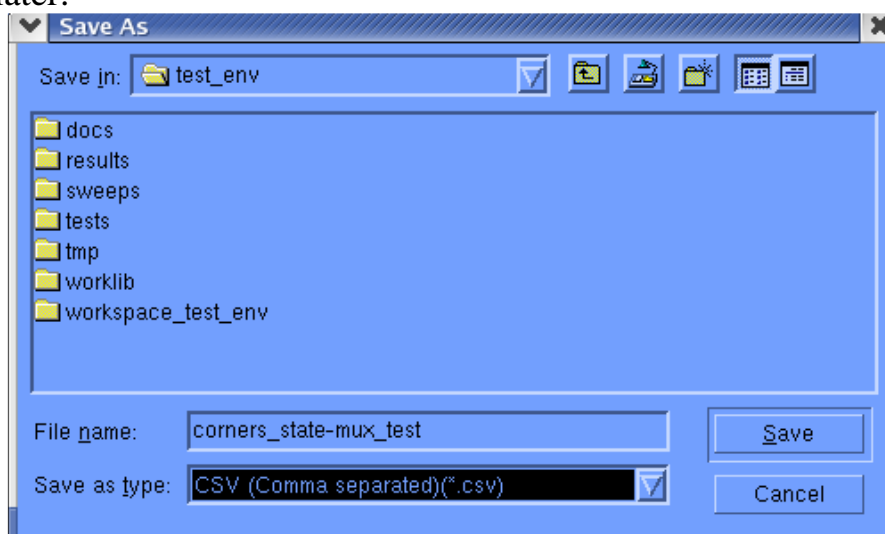 Save As
Save in: test_env
docs
results
sweeps
tests
tmp
worklib
workspace_test_env
File name: corners_state-mux_test Save
Save as type: CSV (Comma separated)(*.csv) Cancel